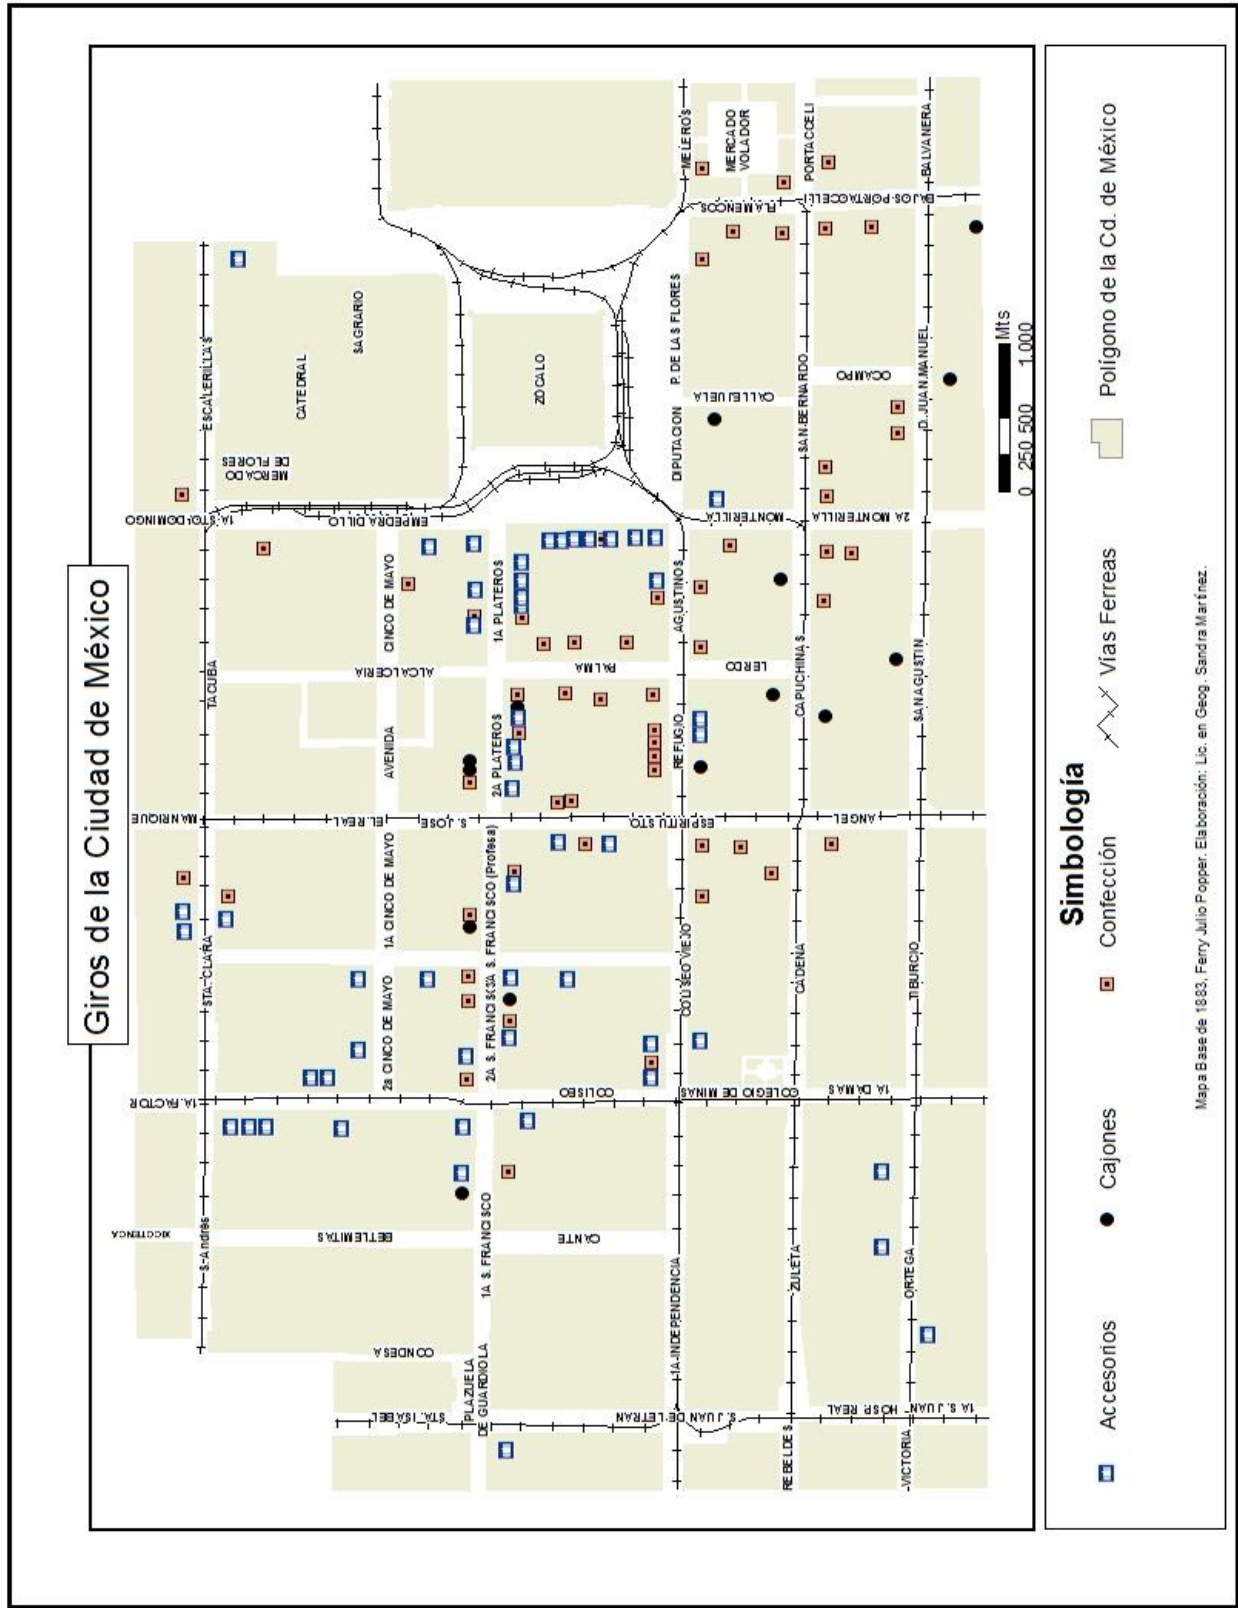 Giros de la Ciudad de México
XICOTENCA
1A. FACTOR
MANRIQUE
1A STO. DOMINGO
S. Andrés
STA. CLARA
TACUBA
ESCALERILLAS
MERCADO
DE FLORES
CATEDRAL
SAGRARIO
CONDESA
BETLEMITAS
EL REAL
ALCAICERIA
EMPEDRADILLO
2a CINCO DE MAYO
1A CINCO DE MAYO
AVENIDA
CINCO DE MAYO
STA. ISABEL
PLAZUELA
DE GUARDIOLA
1A S. FRANCISCO
2A S. FRANCISCO
3A S. FRANCISCO (Profesa)
S. JOSE
2A PLATEROS
1A PLATEROS
ZOCALO
S. JUAN DE LETRAN
GANTE
COLISEO
ESPIRITU STO.
PALMA
1A INDEPENDENCIA
COLISEO VIEJO
REFUGIO
AGUSTINOS
DIPUTACION
P. DE LAS FLORES
MELEROS
COLEGIO DE MINAS
LERDO
MONTERILLA
CALLEJUELA
FLAMENCOS
MERCADO
VOLADOR
REBELDES
ZULETA
CADENA
CAPUCHINAS
SAN BERNARDO
PORTACCELI
1A S. JUAN
HOSP. REAL
1A DAMAS
ANGEL
2A MONTERILLA
OCAMPO
BAJOS PORTACCELI
VICTORIA
ORTEGA
TIBURCIO
SAN AGUSTIN
D. JUAN MANUEL
BALVANERA
0 250 500 1.000
Mts
Simbología
Accesorios
Cajones
Confección
Vías Ferreas
Polígono de la Cd. de México
Mapa Base de 1883, Ferry Julio Popper. Elaboración: Lic. en Geog. Sandra Martínez.